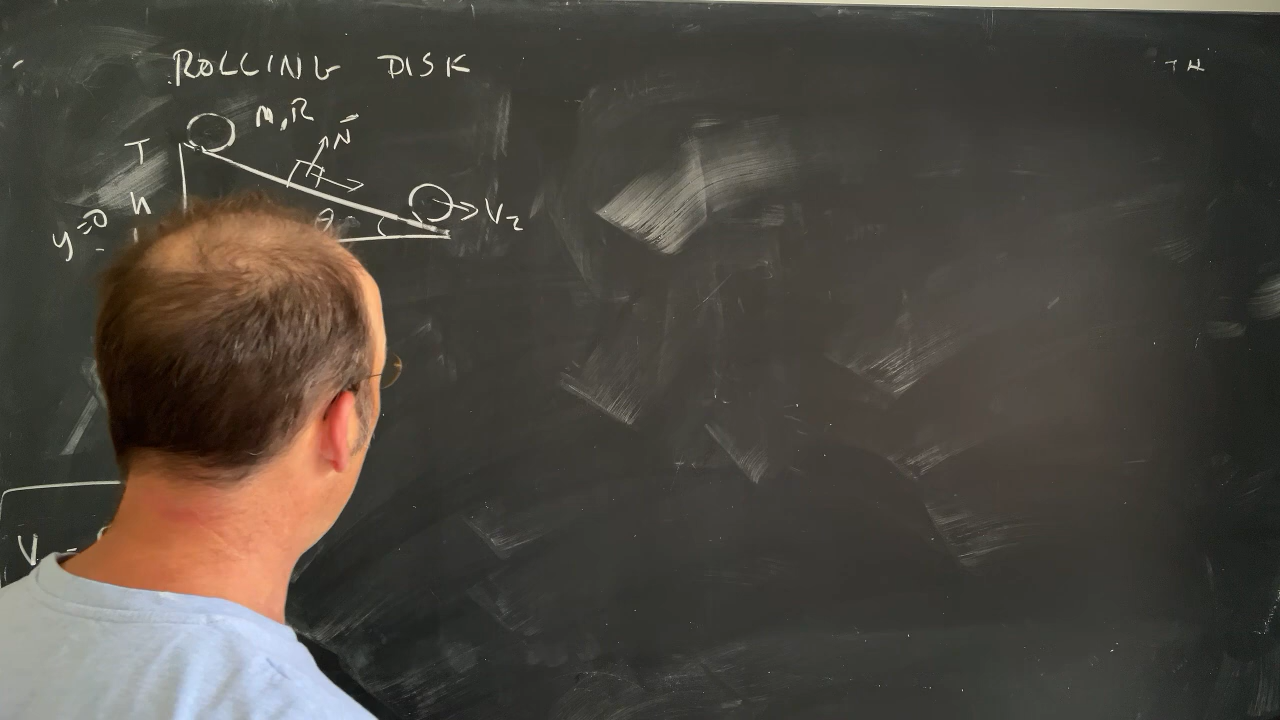 ROLLING DISK
M, R
N
T
h
y=0
θ
V₂
V =